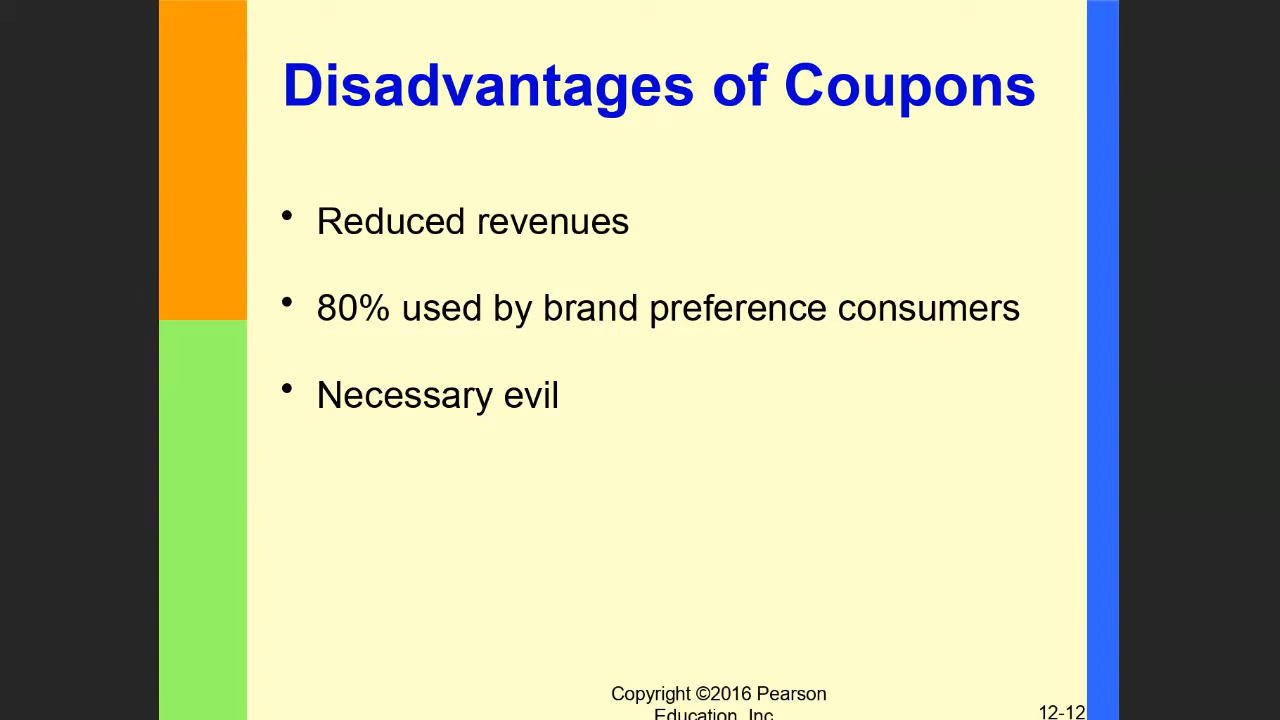 Disadvantages of Coupons
• Reduced revenues
• 80% used by brand preference consumers
• Necessary evil
Copyright ©2016 Pearson
Education, Inc
12-12